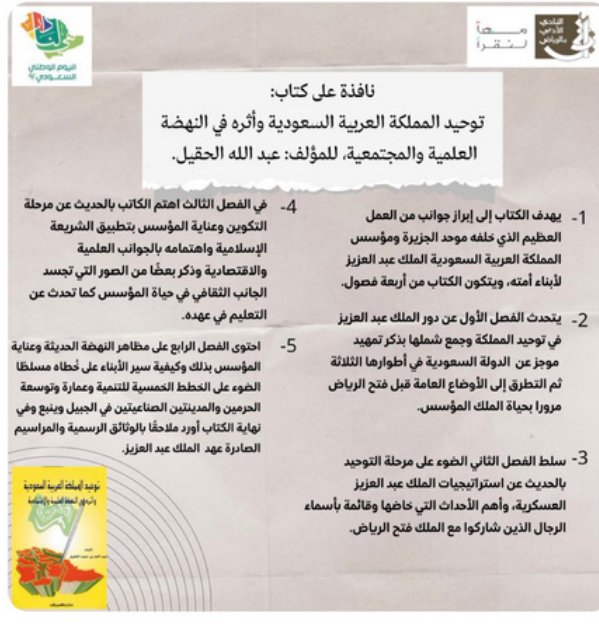 النادي
الأدبي
بالرياض
معاً
لنقرأ
اليوم الوطني
السعودي
نافذة على كتاب:
توحيد المملكة العربية السعودية وأثره في النهضة
العلمية والمجتمعية، للمؤلف: عبد الله الحقيل.
1- يهدف الكتاب إلى إبراز جوانب من العمل
العظيم الذي خلفه موحد الجزيرة ومؤسس
المملكة العربية السعودية الملك عبد العزيز
لأبناء أمته، ويتكون الكتاب من أربعة فصول.
2- يتحدث الفصل الأول عن دور الملك عبد العزيز
في توحيد المملكة وجمع شملها بذكر تمهيد
موجز عن الدولة السعودية في أطوارها الثلاثة
ثم التطرق إلى الأوضاع العامة قبل فتح الرياض
مرورا بحياة الملك المؤسس.
3- سلط الفصل الثاني الضوء على مرحلة التوحيد
بالحديث عن استراتيجيات الملك عبد العزيز
العسكرية، وأهم الأحداث التي خاضها وقائمة بأسماء
الرجال الذين شاركوا مع الملك فتح الرياض.
4- في الفصل الثالث اهتم الكاتب بالحديث عن مرحلة
التكوين وعناية المؤسس بتطبيق الشريعة
الإسلامية واهتمامه بالجوانب العلمية
والاقتصادية وذكر بعضًا من الصور التي تجسد
الجانب الثقافي في حياة المؤسس كما تحدث عن
التعليم في عهده.
5- احتوى الفصل الرابع على مظاهر النهضة الحديثة وعناية
المؤسس بذلك وكيفية سير الأبناء على خُطاه مسلطًا
الضوء على الخطط الخمسية للتنمية وعمارة وتوسعة
الحرمين والمدينتين الصناعيتين في الجبيل وينبع وفي
نهاية الكتاب أورد ملاحقًا بالوثائق الرسمية والمراسيم
الصادرة عهد الملك عبد العزيز.
توحيد المملكة العربية السعودية
وأثره في النهضة العلمية والاجتماعية